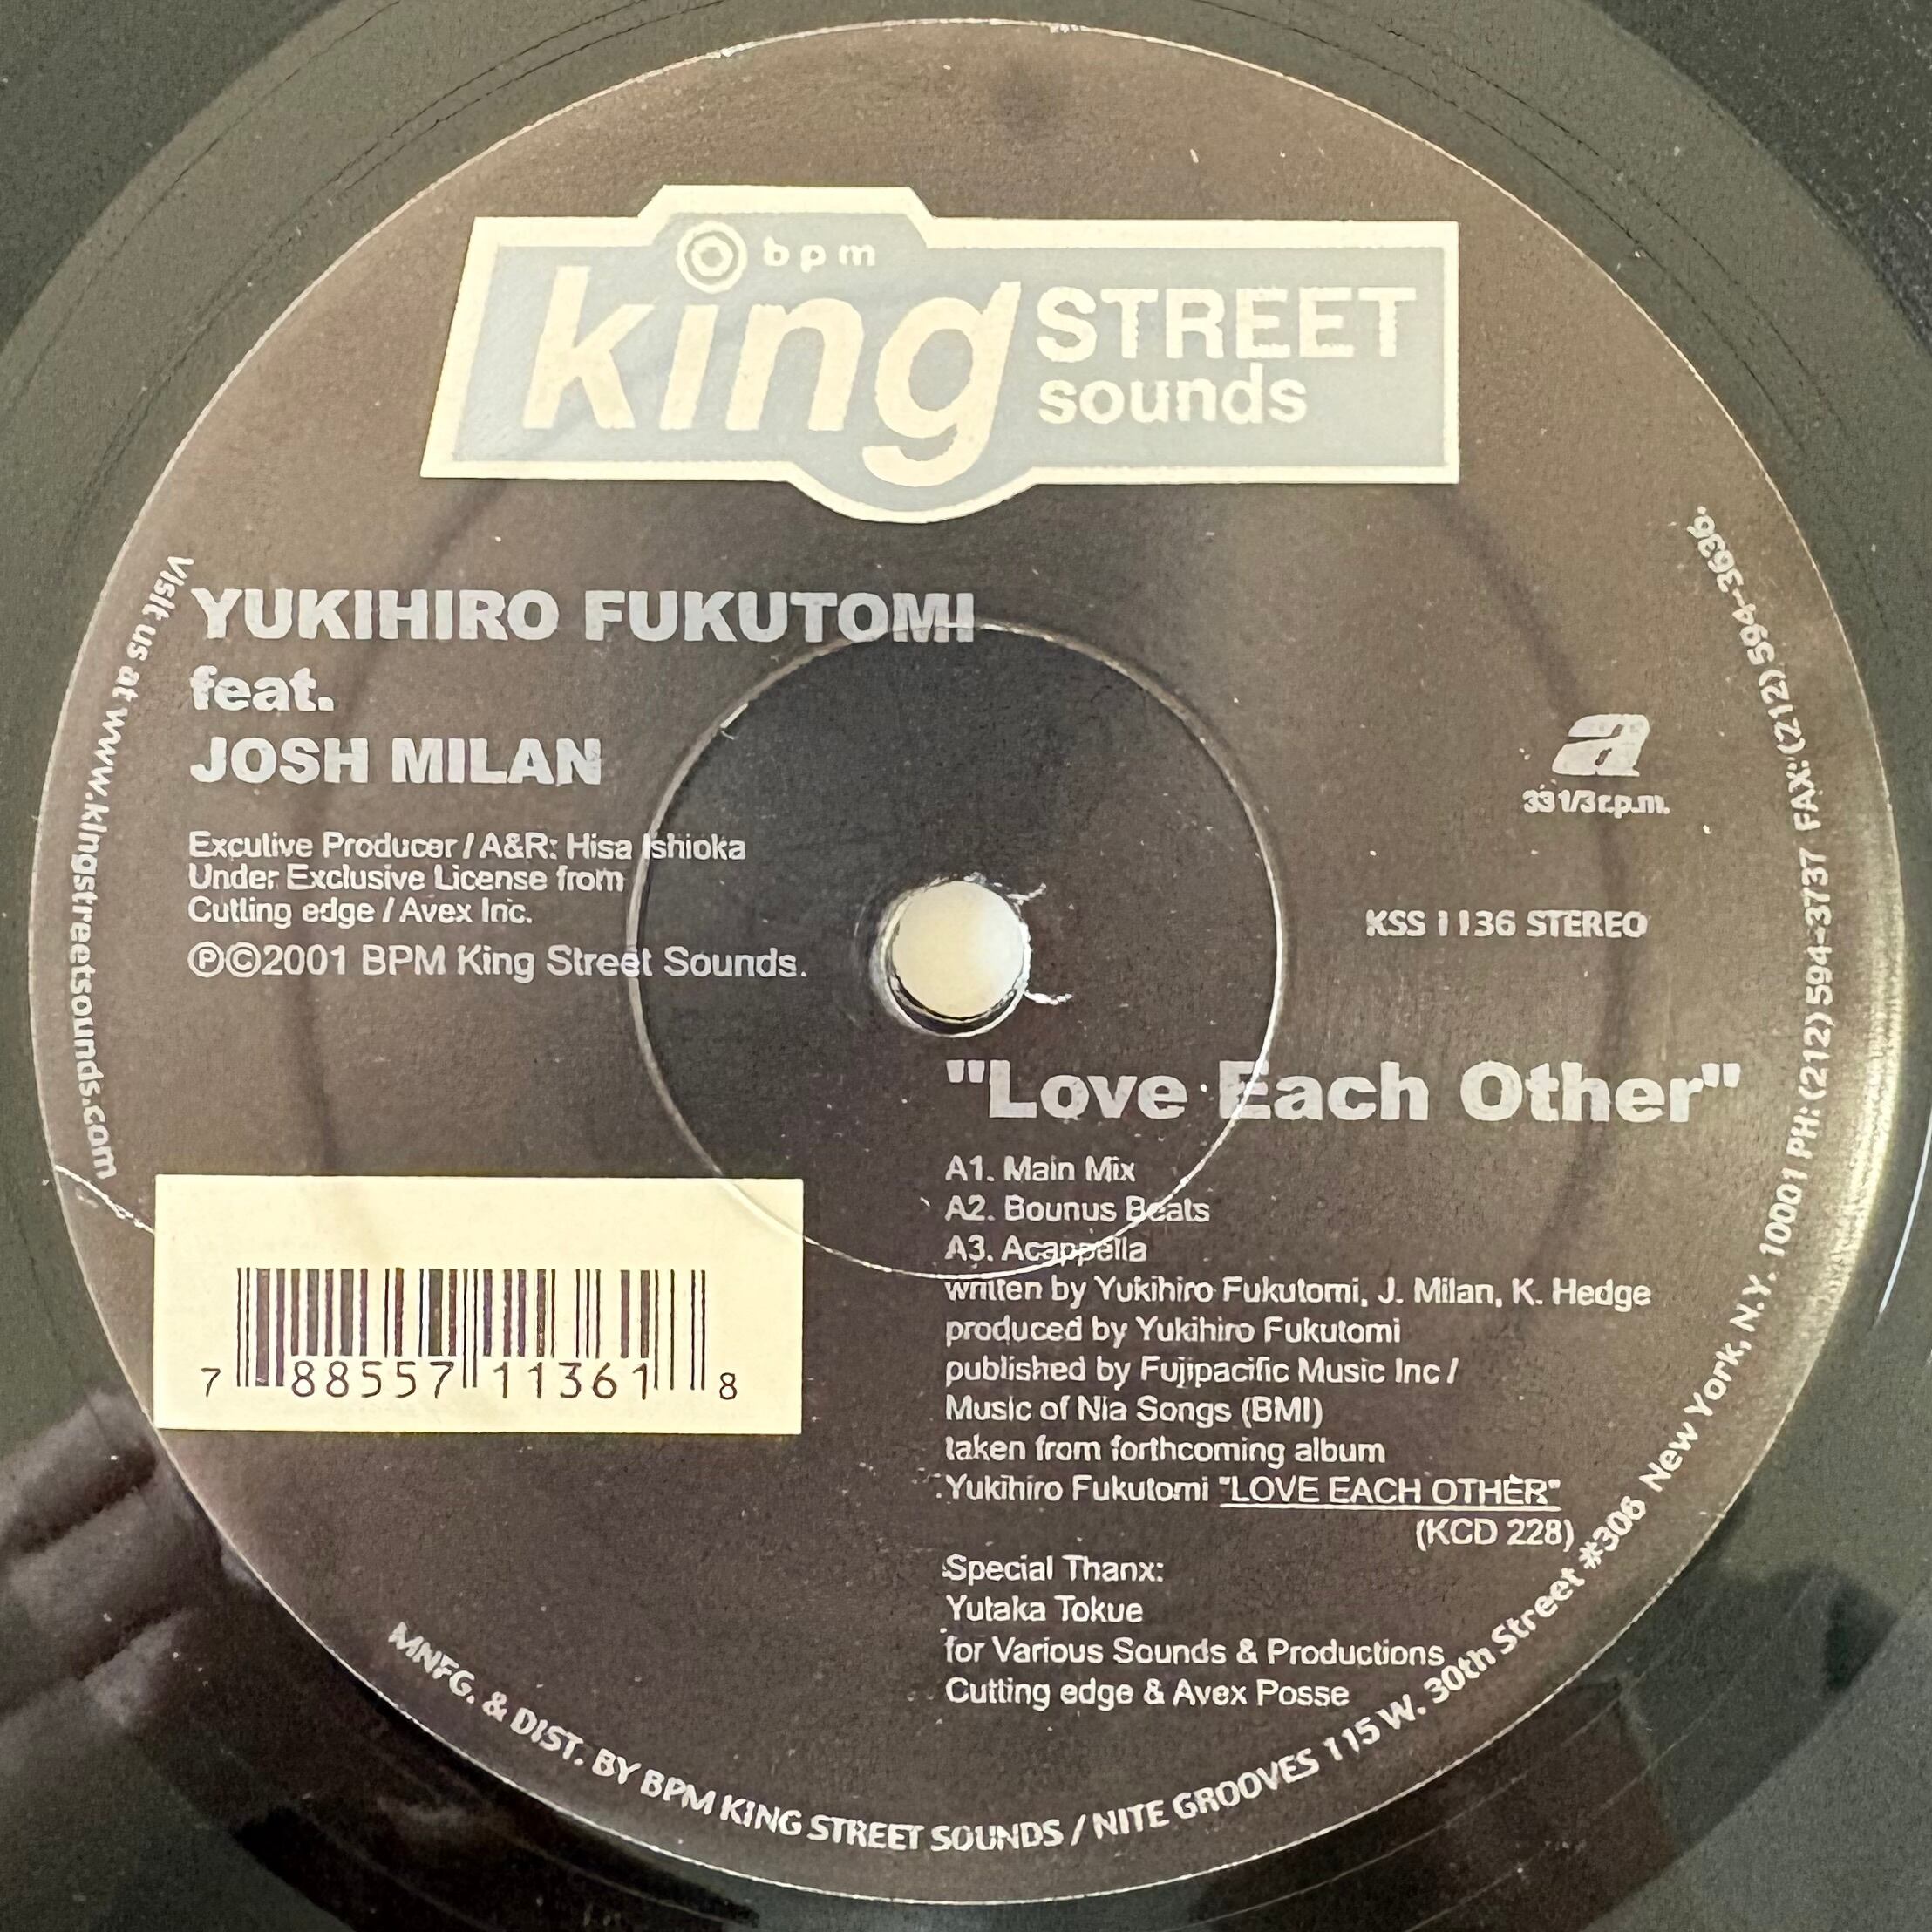 bpm
king STREET
sounds
YUKIHIRO FUKUTOMI
feat.
JOSH MILAN
Excutive Producer / A&R: Hisa Ishioka
Under Exclusive License from
Cutting edge / Avex Inc.
℗©2001 BPM King Street Sounds.
a
33 1/3 r.p.m.
KSS 1136 STEREO
"Love Each Other"
A1. Main Mix
A2. Bounus Beats
A3. Acappella
written by Yukihiro Fukutomi, J. Milan, K. Hedge
produced by Yukihiro Fukutomi
published by Fujipacific Music Inc /
Music of Nia Songs (BMI)
taken from forthcoming album
Yukihiro Fukutomi "LOVE EACH OTHER"
(KCD 228)
Special Thanx:
Yutaka Tokue
for Various Sounds & Productions
Cutting edge & Avex Posse
7 88557 11361 8
Visit us at www.kingstreetsounds.com
MNFG. & DIST. BY BPM KING STREET SOUNDS / NITE GROOVES 115 W. 30th Street #306 New York, N.Y. 10001 PH: (212) 594-3737 FAX: (212) 594-3636.